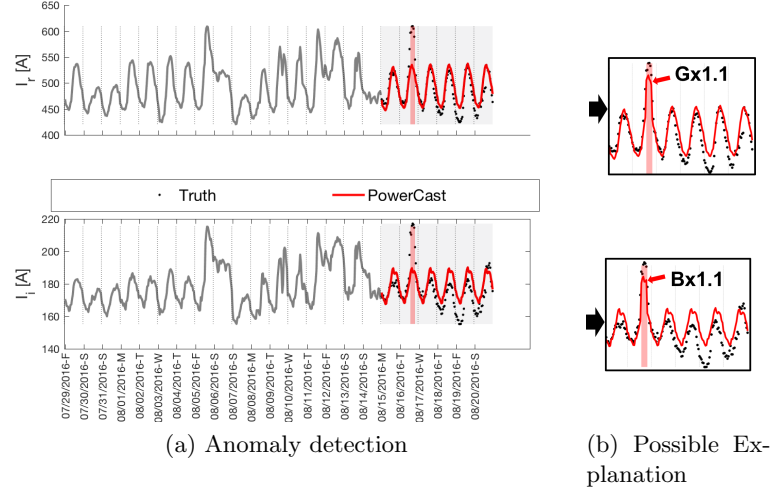 650
600
550
500
450
400
I_r [A]
Gx1.1
Truth
PowerCast
220
200
180
160
140
I_i [A]
Bx1.1
07/29/2016-F
07/30/2016-S
07/31/2016-S
08/01/2016-M
08/02/2016-T
08/03/2016-W
08/04/2016-T
08/05/2016-F
08/06/2016-S
08/07/2016-S
08/08/2016-M
08/09/2016-T
08/10/2016-W
08/11/2016-T
08/12/2016-F
08/13/2016-S
08/14/2016-S
08/15/2016-M
08/16/2016-T
08/17/2016-W
08/18/2016-T
08/19/2016-F
08/20/2016-S
(a) Anomaly detection
(b) Possible Ex-
planation